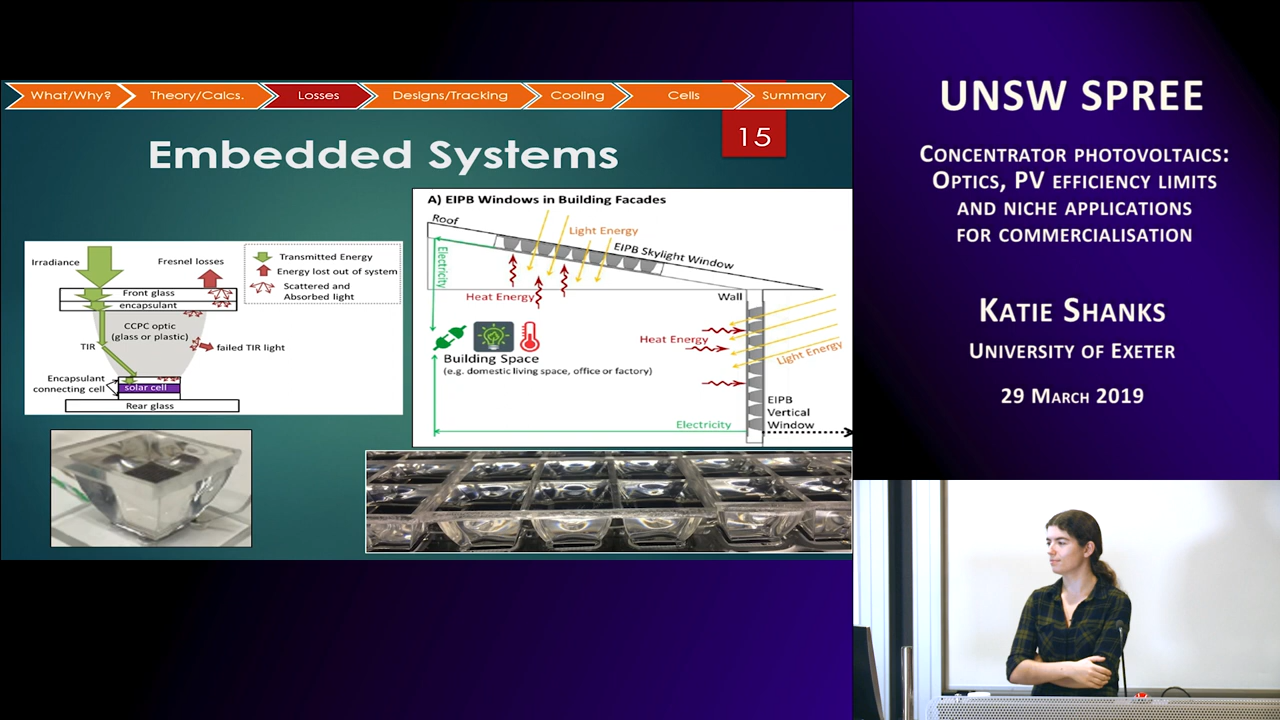 What/Why?
Theory/Calcs.
Losses
Designs/Tracking
Cooling
Cells
Summary
15
Embedded Systems
Irradiance
Fresnel losses
Front glass
encapsulant
CCPC optic
(glass or plastic)
TIR
failed TIR light
Encapsulant
connecting cell
solar cell
Rear glass
Transmitted Energy
Energy lost out of system
Scattered and
Absorbed light
A) EIPB Windows in Building Facades
Roof
Light Energy
EIPB Skylight Window
Electricity
Heat Energy
Wall
Heat Energy
Light Energy
Building Space
(e.g. domestic living space, office or factory)
EIPB
Vertical
Window
Electricity
UNSW SPREE
Concentrator photovoltaics:
Optics, PV efficiency limits
and niche applications
for commercialisation
Katie Shanks
University of Exeter
29 March 2019